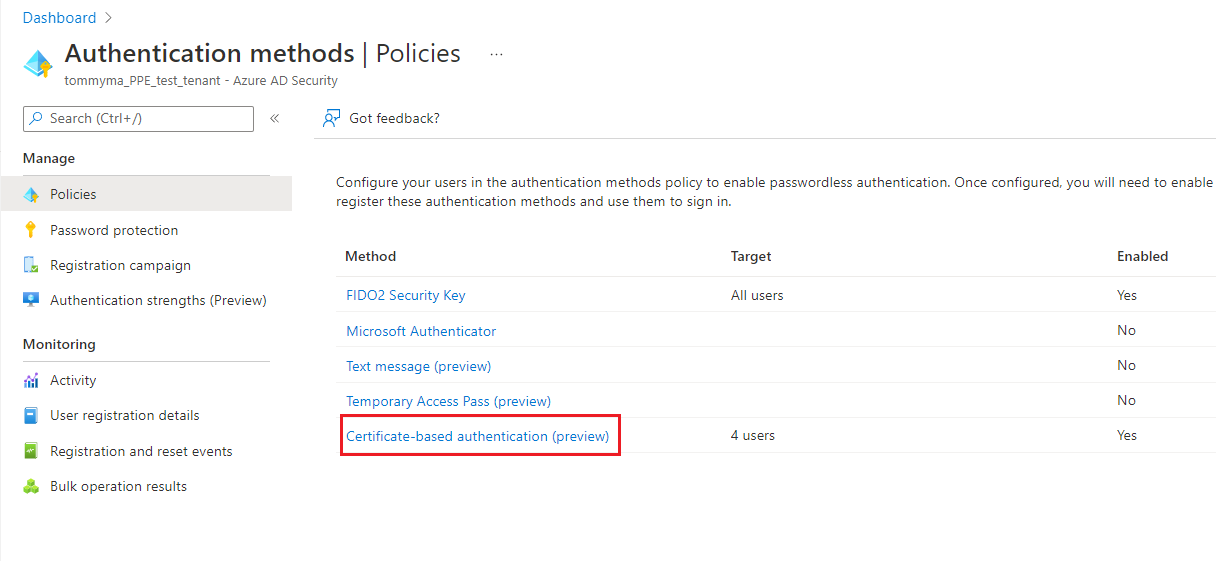 Dashboard
Authentication methods | Policies ...
tommyma_PPE_test_tenant - Azure AD Security
Search (Ctrl+/)
Got feedback?
Manage
Policies
Password protection
Registration campaign
Authentication strengths (Preview)
Monitoring
Activity
User registration details
Registration and reset events
Bulk operation results
Configure your users in the authentication methods policy to enable passwordless authentication. Once configured, you will need to enable
register these authentication methods and use them to sign in.
Method Target Enabled
FIDO2 Security Key All users Yes
Microsoft Authenticator No
Text message (preview) No
Temporary Access Pass (preview) No
Certificate-based authentication (preview) 4 users Yes